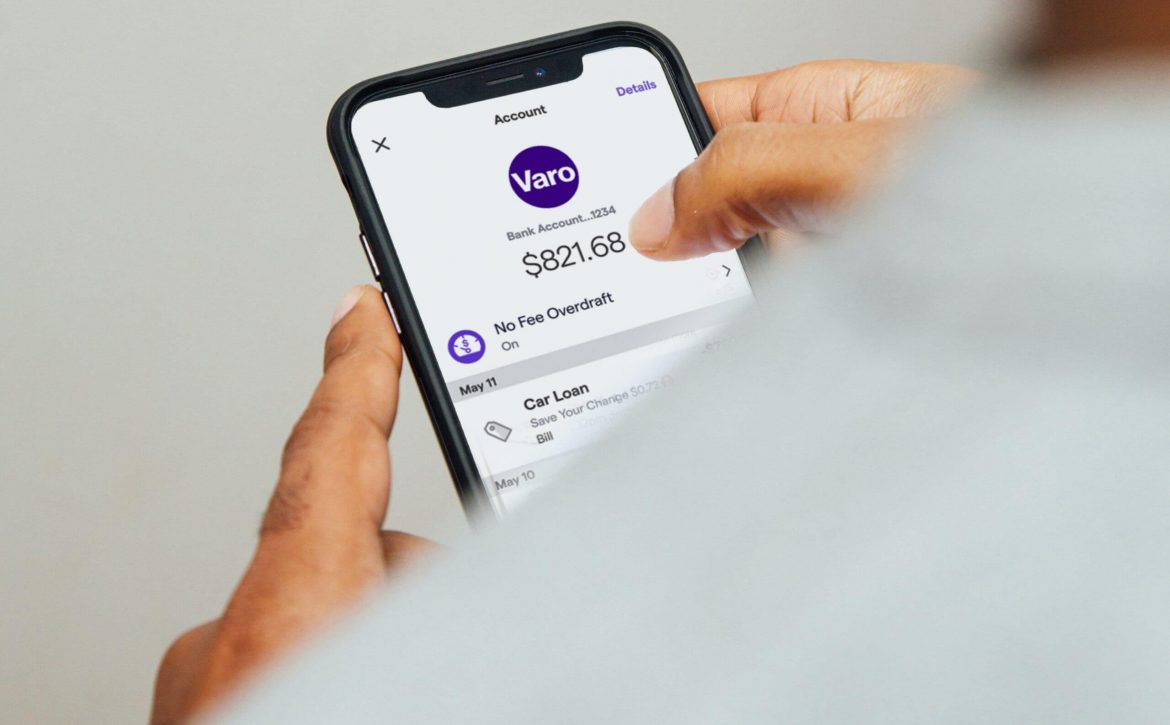 Details
Account
Varo
Bank Account...1234
$821.68
No Fee Overdraft
On
May 11
Car Loan
Save Your Change $0.72
Bill
May 10